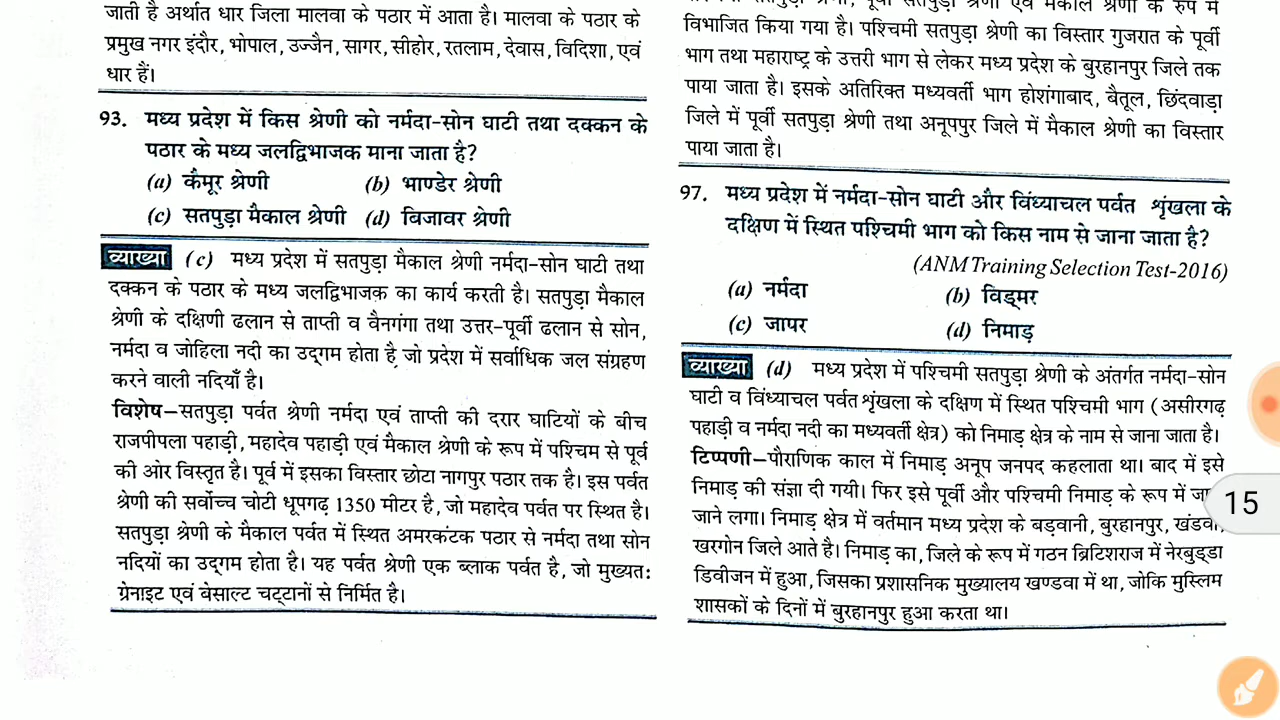 जाती है अर्थात धार जिला मालवा के पठार में आता है। मालवा के पठार के
प्रमुख नगर इंदौर, भोपाल, उज्जैन, सागर, सीहोर, रतलाम, देवास, विदिशा, एवं
धार हैं।
93. मध्य प्रदेश में किस श्रेणी को नर्मदा-सोन घाटी तथा दक्कन के
पठार के मध्य जलद्विभाजक माना जाता है?
(a) कैमूर श्रेणी (b) भाण्डेर श्रेणी
(c) सतपुड़ा मैकाल श्रेणी (d) विजावर श्रेणी
व्याख्या (c) मध्य प्रदेश में सतपुड़ा मैकाल श्रेणी नर्मदा-सोन घाटी तथा
दक्कन के पठार के मध्य जलद्विभाजक का कार्य करती है। सतपुड़ा मैकाल
श्रेणी के दक्षिणी ढलान से ताप्ती व वैनगंगा तथा उत्तर-पूर्वी ढलान से सोन,
नर्मदा व जोहिला नदी का उद्गम होता है, जो प्रदेश में सर्वाधिक जल संग्रहण
करने वाली नदियाँ है।
विशेष–सतपुड़ा पर्वत श्रेणी नर्मदा एवं ताप्ती की दरार घाटियों के बीच
राजपीपला पहाड़ी, महादेव पहाड़ी एवं मैकाल श्रेणी के रूप में पश्चिम से पूर्व
की ओर विस्तृत है। पूर्व में इसका विस्तार छोटा नागपुर पठार तक है। इस पर्वत
श्रेणी की सर्वोच्च चोटी धूपगढ़ 1350 मीटर है, जो महादेव पर्वत पर स्थित है।
सतपुड़ा श्रेणी के मैकाल पर्वत में स्थित अमरकंटक पठार से नर्मदा तथा सोन
नदियों का उद्गम होता है। यह पर्वत श्रेणी एक ब्लाक पर्वत है, जो मुख्यतः
ग्रेनाइट एवं बेसाल्ट चट्टानों से निर्मित है।
सतपुड़ा श्रेणी, पूर्वी सतपुड़ा श्रेणी एवं मैकाल श्रेणी के रुप में
विभाजित किया गया है। पश्चिमी सतपुड़ा श्रेणी का विस्तार गुजरात के पूर्वी
भाग तथा महाराष्ट्र के उत्तरी भाग से लेकर मध्य प्रदेश के बुरहानपुर जिले तक
पाया जाता है। इसके अतिरिक्त मध्यवर्ती भाग होशंगाबाद, बैतूल, छिंदवाड़ा
जिले में पूर्वी सतपुड़ा श्रेणी तथा अनूपपुर जिले में मैकाल श्रेणी का विस्तार
पाया जाता है।
97. मध्य प्रदेश में नर्मदा-सोन घाटी और विंध्याचल पर्वत शृंखला के
दक्षिण में स्थित पश्चिमी भाग को किस नाम से जाना जाता है?
(ANM Training Selection Test-2016)
(a) नर्मदा (b) विड्मर
(c) जापर (d) निमाड़
व्याख्या (d) मध्य प्रदेश में पश्चिमी सतपुड़ा श्रेणी के अंतर्गत नर्मदा-सोन
घाटी व विंध्याचल पर्वत शृंखला के दक्षिण में स्थित पश्चिमी भाग (असीरगढ़
पहाड़ी व नर्मदा नदी का मध्यवर्ती क्षेत्र) को निमाड़ क्षेत्र के नाम से जाना जाता है।
टिप्पणी–पौराणिक काल में निमाड़ अनूप जनपद कहलाता था। बाद में इसे
निमाड़ की संज्ञा दी गयी। फिर इसे पूर्वी और पश्चिमी निमाड़ के रूप में
जाने लगा। निमाड़ क्षेत्र में वर्तमान मध्य प्रदेश के बड़वानी, बुरहानपुर,
खरगोन जिले आते है। निमाड़ का, जिले के रूप में गठन ब्रिटिशराज में नेरबुड्डा
डिवीजन में हुआ, जिसका प्रशासनिक मुख्यालय खण्डवा में था, जोकि मुस्लिम
शासकों के दिनों में बुरहानपुर हुआ करता था।
15